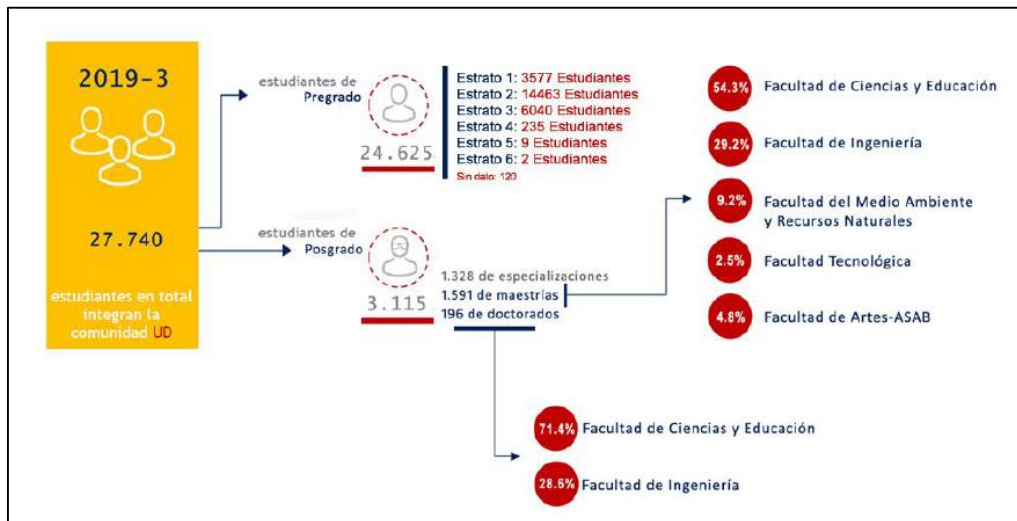 2019-3
27.740
estudiantes en total
integran la
comunidad UD
estudiantes de
Pregrado
24.625
Estrato 1: 3577 Estudiantes
Estrato 2: 14463 Estudiantes
Estrato 3: 6040 Estudiantes
Estrato 4: 235 Estudiantes
Estrato 5: 9 Estudiantes
Estrato 6: 2 Estudiantes
Sin dato: 120
estudiantes de
Posgrado
3.115
1.328 de especializaciones
1.591 de maestrías
196 de doctorados
54.3% Facultad de Ciencias y Educación
29.2% Facultad de Ingeniería
9.2% Facultad del Medio Ambiente
y Recursos Naturales
2.5% Facultad Tecnológica
4.8% Facultad de Artes-ASAB
71.4% Facultad de Ciencias y Educación
28.6% Facultad de Ingeniería